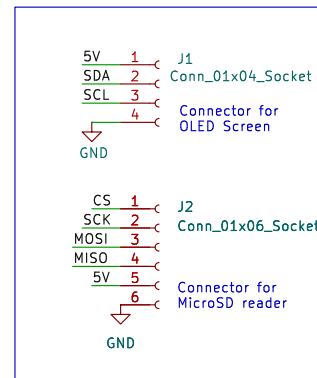 5V 1 J1
SDA 2 Conn_01x04_Socket
SCL 3
4 Connector for
OLED Screen
GND
CS 1 J2
SCK 2 Conn_01x06_Socket
MOSI 3
MISO 4
5V 5 Connector for
6 MicroSD reader
GND